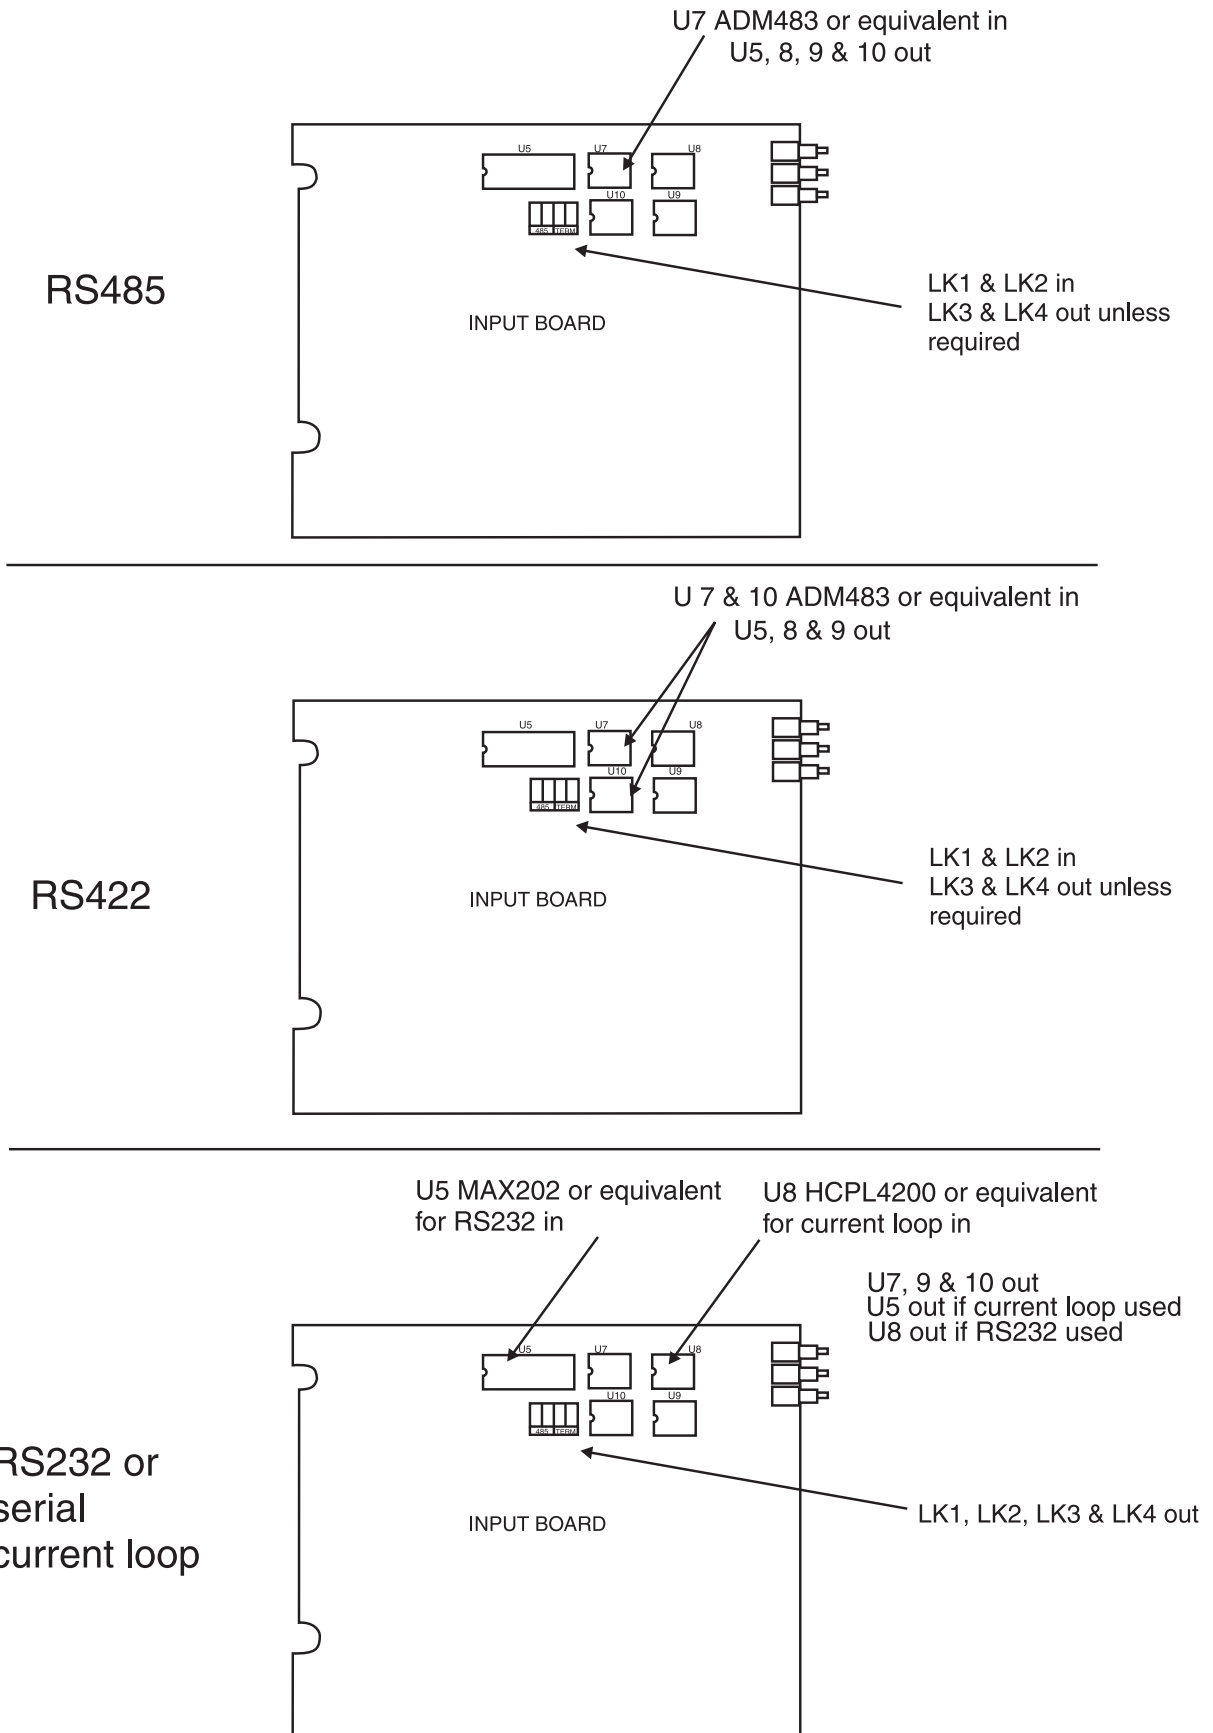 U7 ADM483 or equivalent in
U5, 8, 9 & 10 out
U5
U7
U8
U10
U9
485
TERM
RS485
LK1 & LK2 in
LK3 & LK4 out unless
required
INPUT BOARD
U 7 & 10 ADM483 or equivalent in
U5, 8 & 9 out
U5
U7
U8
U10
U9
485
TERM
RS422
LK1 & LK2 in
LK3 & LK4 out unless
required
INPUT BOARD
U5 MAX202 or equivalent
for RS232 in
U8 HCPL4200 or equivalent
for current loop in
U7, 9 & 10 out
U5 out if current loop used
U8 out if RS232 used
U5
U7
U8
U10
U9
485
TERM
RS232 or
serial
current loop
LK1, LK2, LK3 & LK4 out
INPUT BOARD